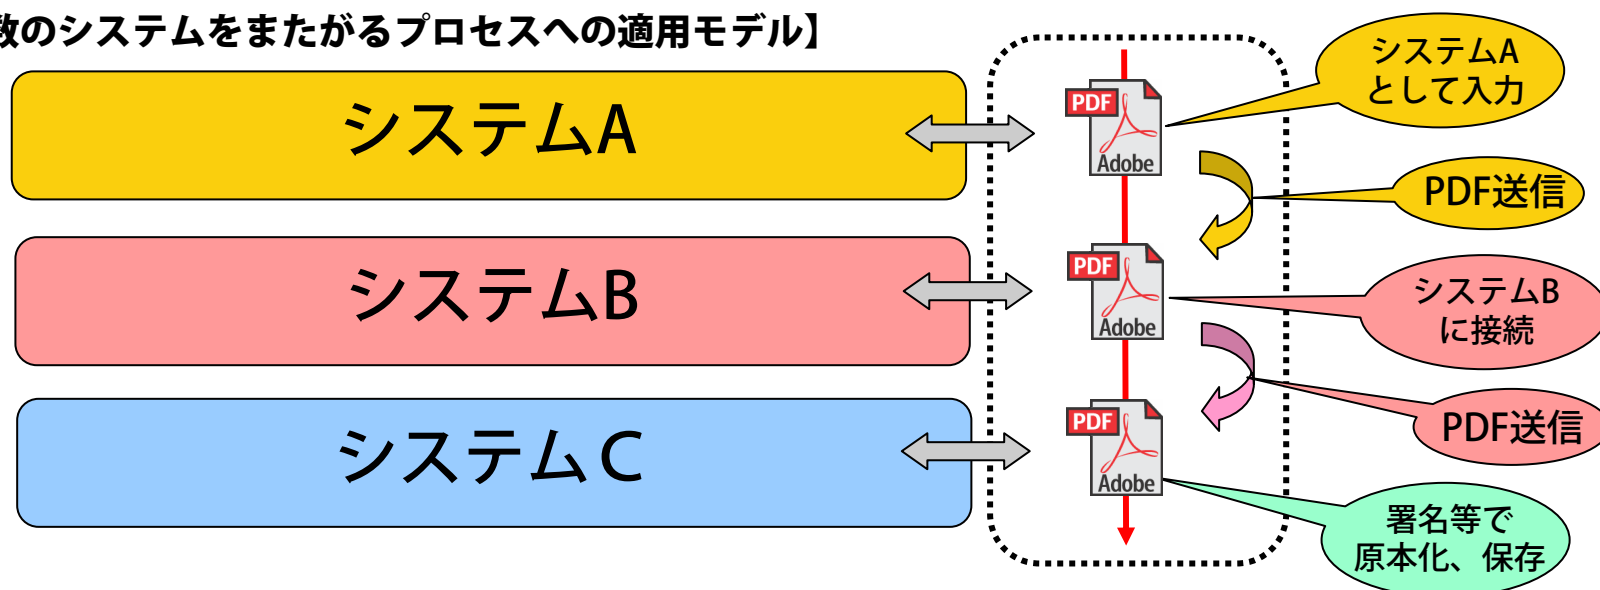 数のシステムをまたがるプロセスへの適用モデル】
システムA
として入力
システムA
PDF
Adobe
PDF送信
システムB
PDF
Adobe
システムB
に接続
PDF送信
システムC
PDF
Adobe
署名等で
原本化、保存